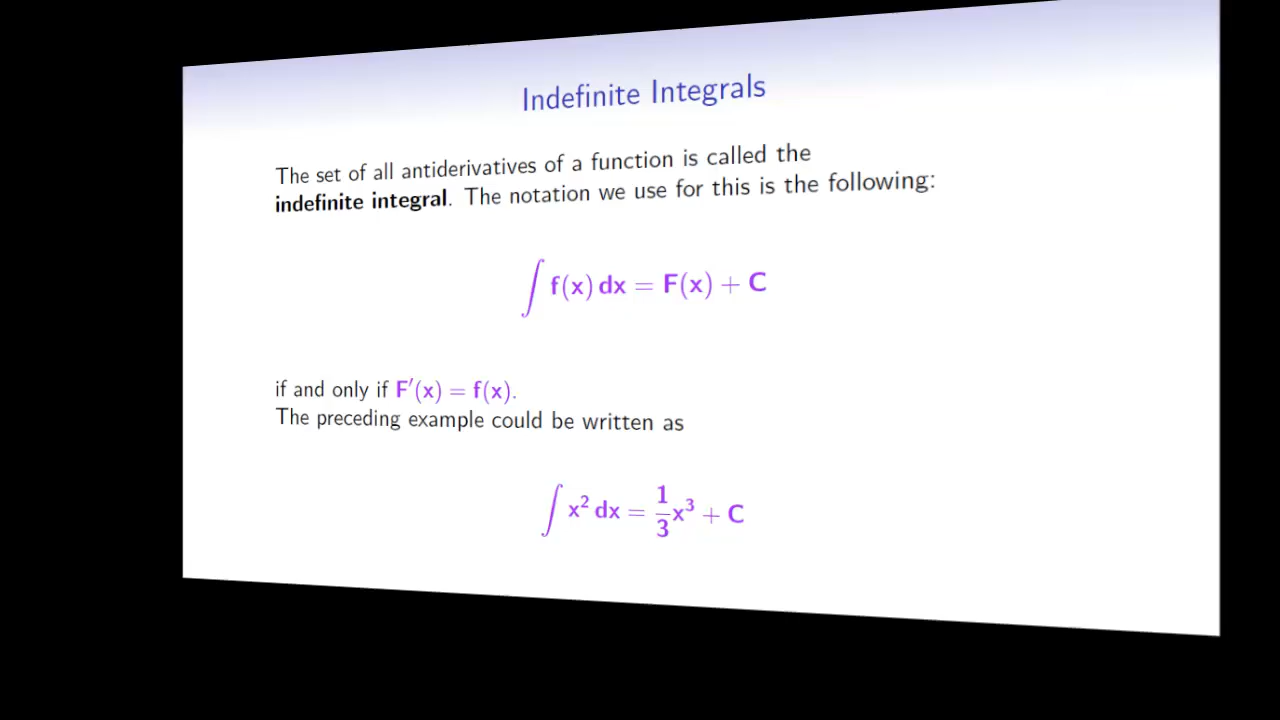 Indefinite Integrals
The set of all antiderivatives of a function is called the
indefinite integral. The notation we use for this is the following:
∫ f(x) dx = F(x) + C
if and only if F′(x) = f(x).
The preceding example could be written as
∫ x² dx = 1/3 x³ + C